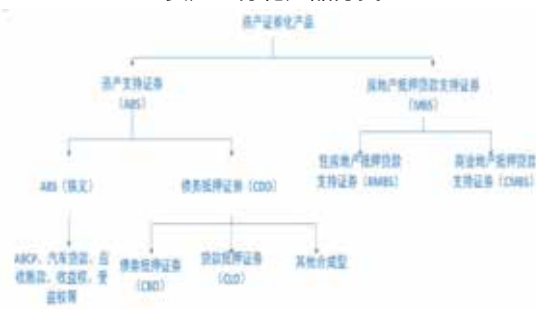 资产证券化产品
资产支持证券
（ABS）
房地产抵押贷款支持证券
（MBS）
ABS（狭义）
债务抵押证券（CDO）
住房地产抵押贷款
支持证券（RMBS）
商业地产抵押贷款
支持证券（CMBS）
ABCP、汽车贷款、应
收账款、收益权、受
益权等
债券抵押证券
（CBO）
贷款抵押证券
（CLO）
其他合成型